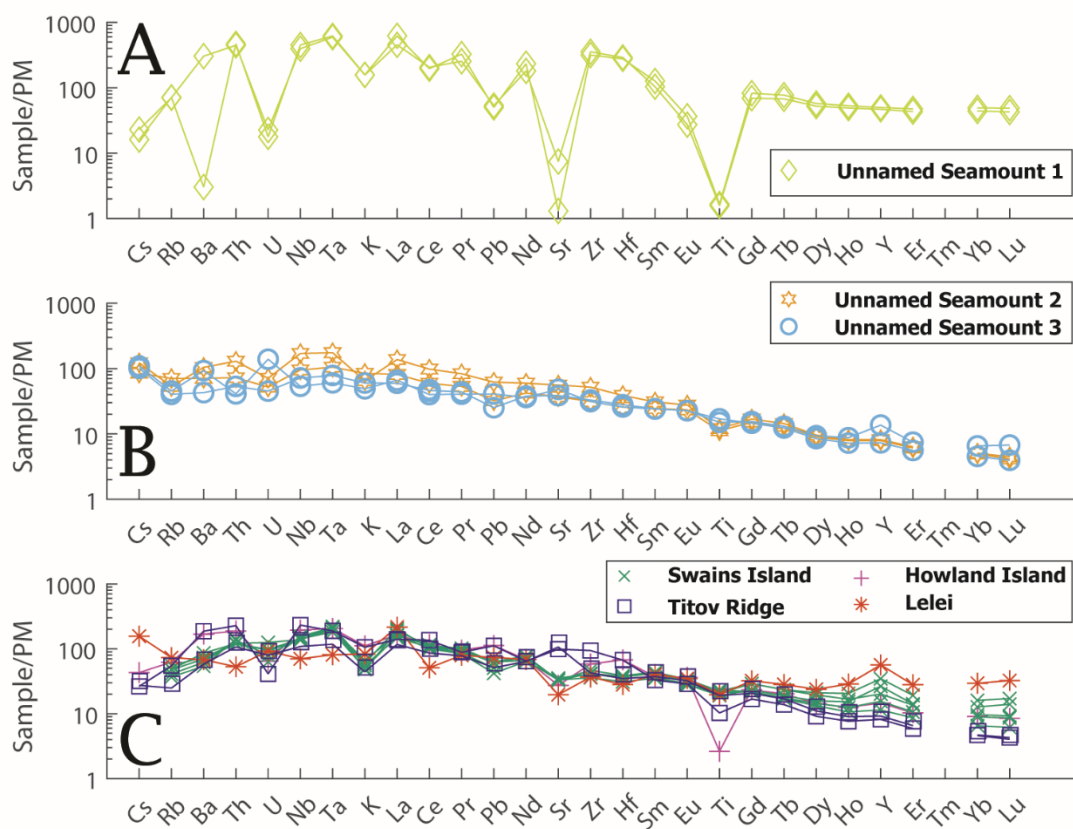 A
Sample/PM
1000
100
10
1
Unnamed Seamount 1
Cs Rb Ba Th U Nb Ta K La Ce Pr Pb Nd Sr Zr Hf Sm Eu Ti Gd Tb Dy Ho Y Er Tm Yb Lu
B
Sample/PM
1000
100
10
1
Unnamed Seamount 2
Unnamed Seamount 3
Cs Rb Ba Th U Nb Ta K La Ce Pr Pb Nd Sr Zr Hf Sm Eu Ti Gd Tb Dy Ho Y Er Tm Yb Lu
C
Sample/PM
1000
100
10
1
Swains Island Howland Island
Titov Ridge Lelei
Cs Rb Ba Th U Nb Ta K La Ce Pr Pb Nd Sr Zr Hf Sm Eu Ti Gd Tb Dy Ho Y Er Tm Yb Lu